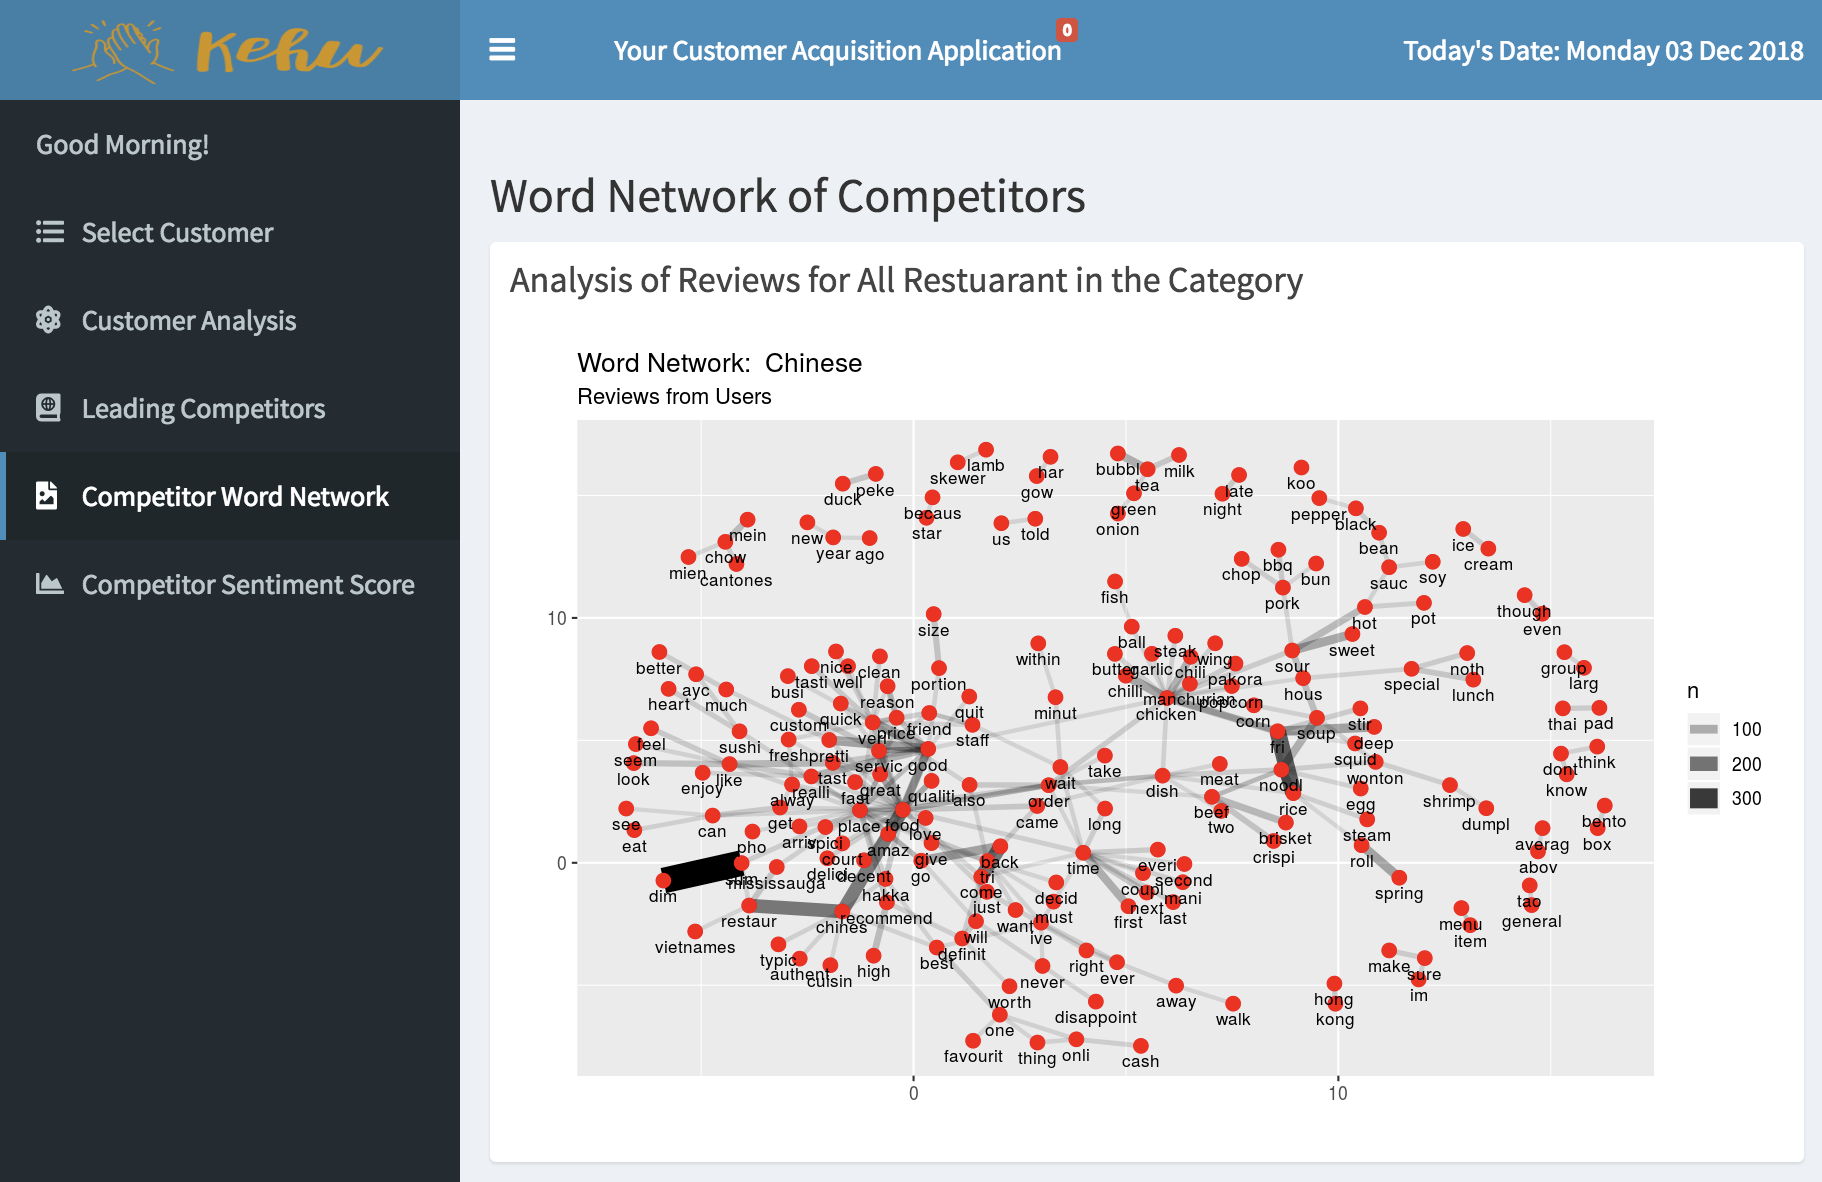 Kehu
Your Customer Acquisition Application
0
Today's Date: Monday 03 Dec 2018
Good Morning!
Select Customer
Customer Analysis
Leading Competitors
Competitor Word Network
Competitor Sentiment Score
Word Network of Competitors
Analysis of Reviews for All Restuarant in the Category
Word Network:  Chinese
Reviews from Users
lamb
skewer
har
gow
bubbl
milk
tea
duck
peke
becaus
star
green
onion
late
night
koo
pepper
black
bean
mein
chow
mien
cantones
new
year
ago
us
told
ice
cream
chop
bbq
bun
sauc
soy
pork
fish
though
even
10
size
ball
hot
pot
sweet
better
nice
clean
within
steak
wing
sour
noth
group
larg
ayc
heart
much
busi
tasti
well
portion
butter
garlic
chili
chilli
pakora
hous
special
lunch
reason
quit
minut
manchurian
popcorn
chicken
corn
custom
quick
price
friend
staff
soup
stir
thai
pad
feel
sushi
veri
deep
seem
look
fresh
pretti
servic
good
squid
wonton
dont
think
know
enjoy
like
tast
realli
great
qualiti
also
take
wait
meat
noodl
fri
dish
order
rice
egg
shrimp
dumpl
alway
fast
see
can
get
place
food
love
came
long
beef
two
steam
bento
box
eat
pho
arriv
spici
amaz
brisket
crispi
roll
averag
abov
0
court
give
back
time
everi
sum
mississauga
delici
decent
go
tri
second
dim
hakka
come
just
decid
coupl
mani
spring
tao
general
restaur
recommend
chines
want
must
next
first
last
menu
item
vietnames
will
ive
definit
typic
authent
cuisin
high
best
right
never
ever
make
sure
im
worth
away
disappoint
walk
hong
kong
one
favourit
thing
onli
cash
0
10
n
100
200
300